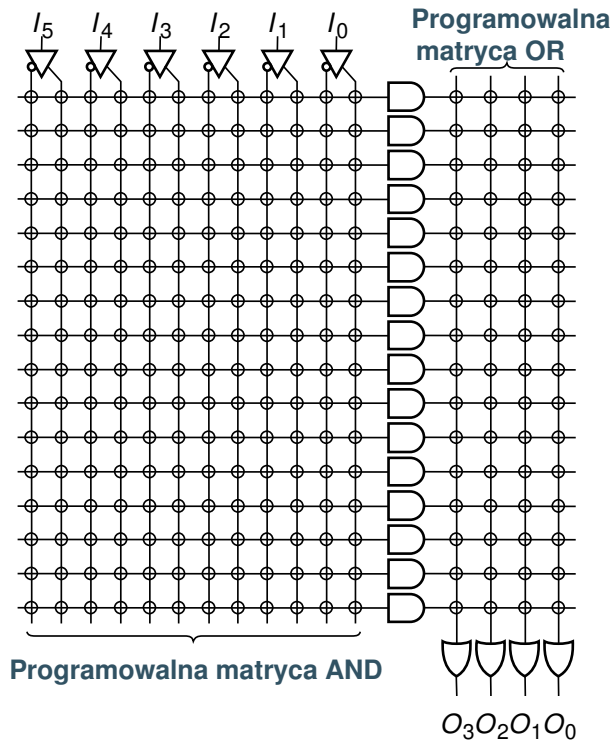 I5 I4 I3 I2 I1 I0
Programowalna
matryca OR
Programowalna matryca AND
O3O2O1O0